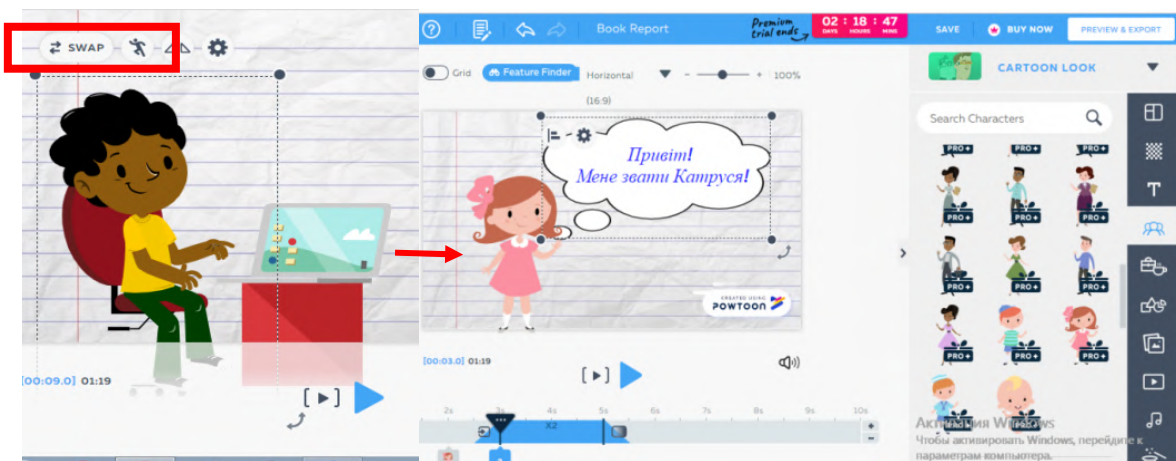 SWAP
[00:09.0] 01:19
Book Report
Premium
trial ends
02 : 18 : 47
DAYS HOURS MINS
SAVE
BUY NOW
PREVIEW & EXPORT
Grid
Feature Finder
Horizontal
(16:9)
- + 100%
CARTOON LOOK
Search Characters
Привіт!
Мене звати Катруся!
CREATED USING
POWTOON
[00:03.0] 01:19
2s 3s 4s 5s 6s 7s 8s 9s 10s
X2
PRO+ PRO+ PRO+
PRO+ PRO+ PRO+
PRO+ PRO+ PRO+
PRO+ PRO+ PRO+
Активация Windows
Чтобы активировать Windows, перейдите к
параметрам компьютера.